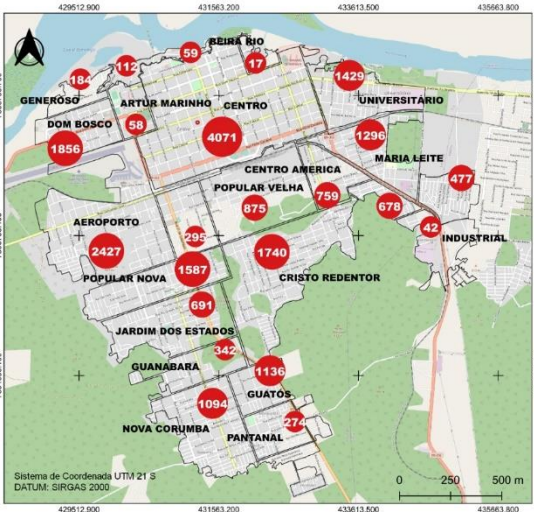 429512.900 431563.200 433613.500 435663.800
BEIRA RIO
59
112
17
184
1429
GENEROSO
ARTUR MARINHO
CENTRO
UNIVERSITÁRIO
DOM BOSCO
58
4071
1296
1856
MARIA LEITE
CENTRO AMERICA
477
POPULAR VELHA
759
875
678
AEROPORTO
42
295
INDUSTRIAL
2427
1740
1587
POPULAR NOVA
CRISTO REDENTOR
691
JARDIM DOS ESTADOS
342
GUANABARA
1136
GUATÓS
1094
274
NOVA CORUMBA
PANTANAL
Sistema de Coordenada UTM 21 S
DATUM: SIRGAS 2000
0 250 500 m
429512.900 431563.200 433613.500 435663.800